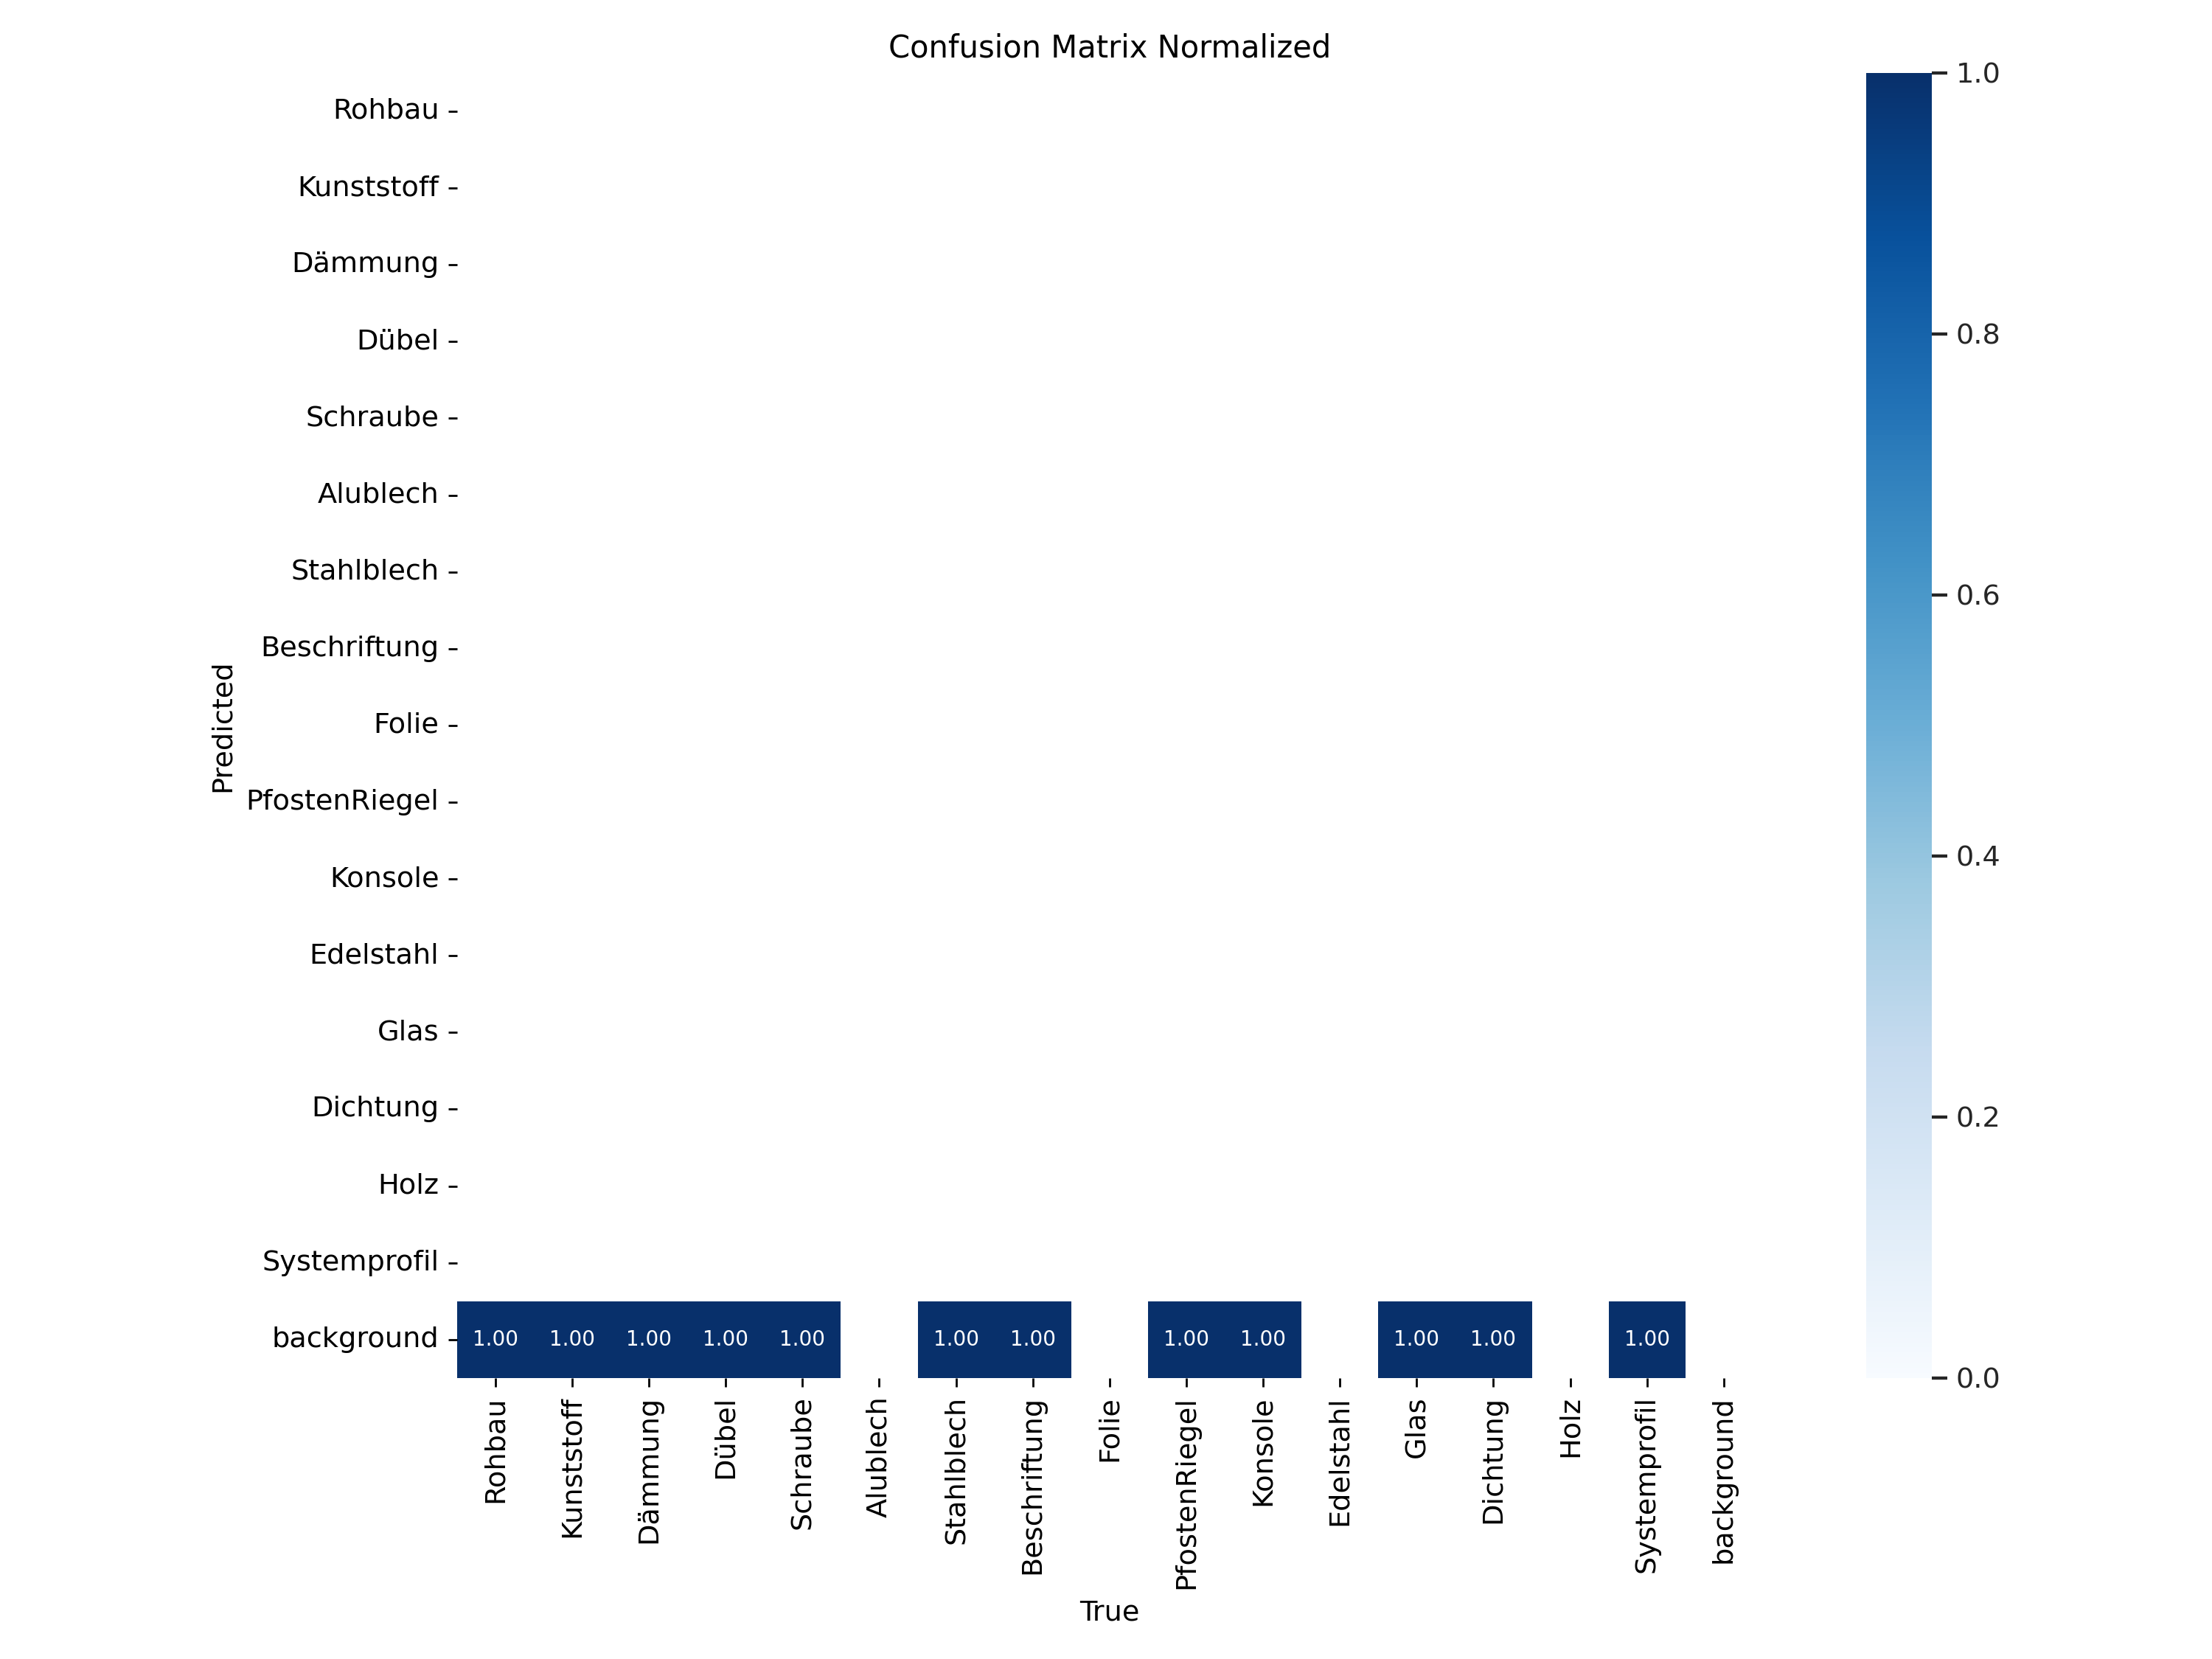 Confusion Matrix Normalized
Predicted
Rohbau
Kunststoff
Dämmung
Dübel
Schraube
Alublech
Stahlblech
Beschriftung
Folie
PfostenRiegel
Konsole
Edelstahl
Glas
Dichtung
Holz
Systemprofil
background
1.00 1.00 1.00 1.00 1.00 1.00 1.00 1.00 1.00 1.00 1.00 1.00
Rohbau
Kunststoff
Dämmung
Dübel
Schraube
Alublech
Stahlblech
Beschriftung
Folie
PfostenRiegel
Konsole
Edelstahl
Glas
Dichtung
Holz
Systemprofil
background
True
1.0
0.8
0.6
0.4
0.2
0.0